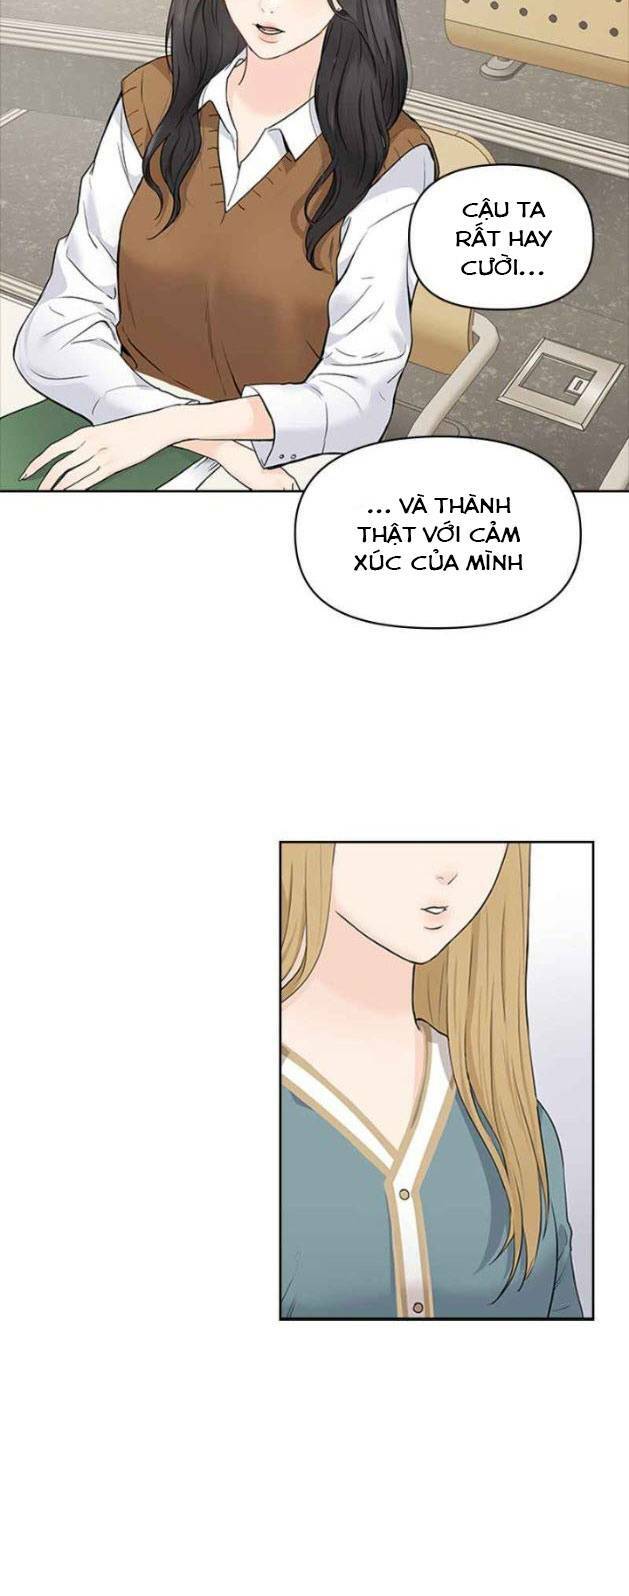 CẬU TA
RẤT HAY
CƯỜI...
... VÀ THÀNH
THẬT VỚI CẢM
XÚC CỦA MÌNH